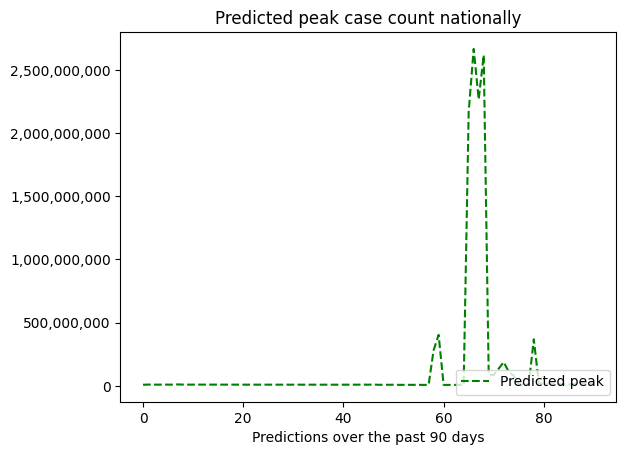 Predicted peak case count nationally
2,500,000,000
2,000,000,000
1,500,000,000
1,000,000,000
500,000,000
0
Predicted peak
0 20 40 60 80
Predictions over the past 90 days